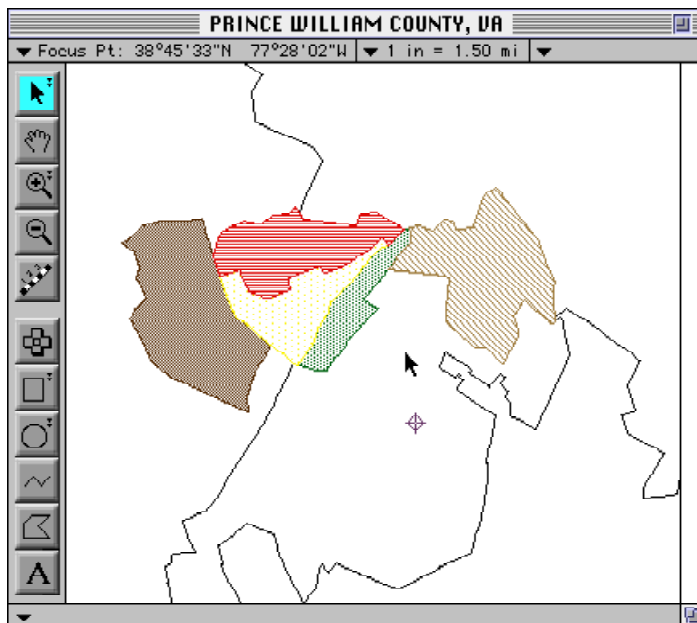 PRINCE WILLIAM COUNTY, VA
Focus Pt: 38°45'33"N 77°28'02"W 1 in = 1.50 mi
A